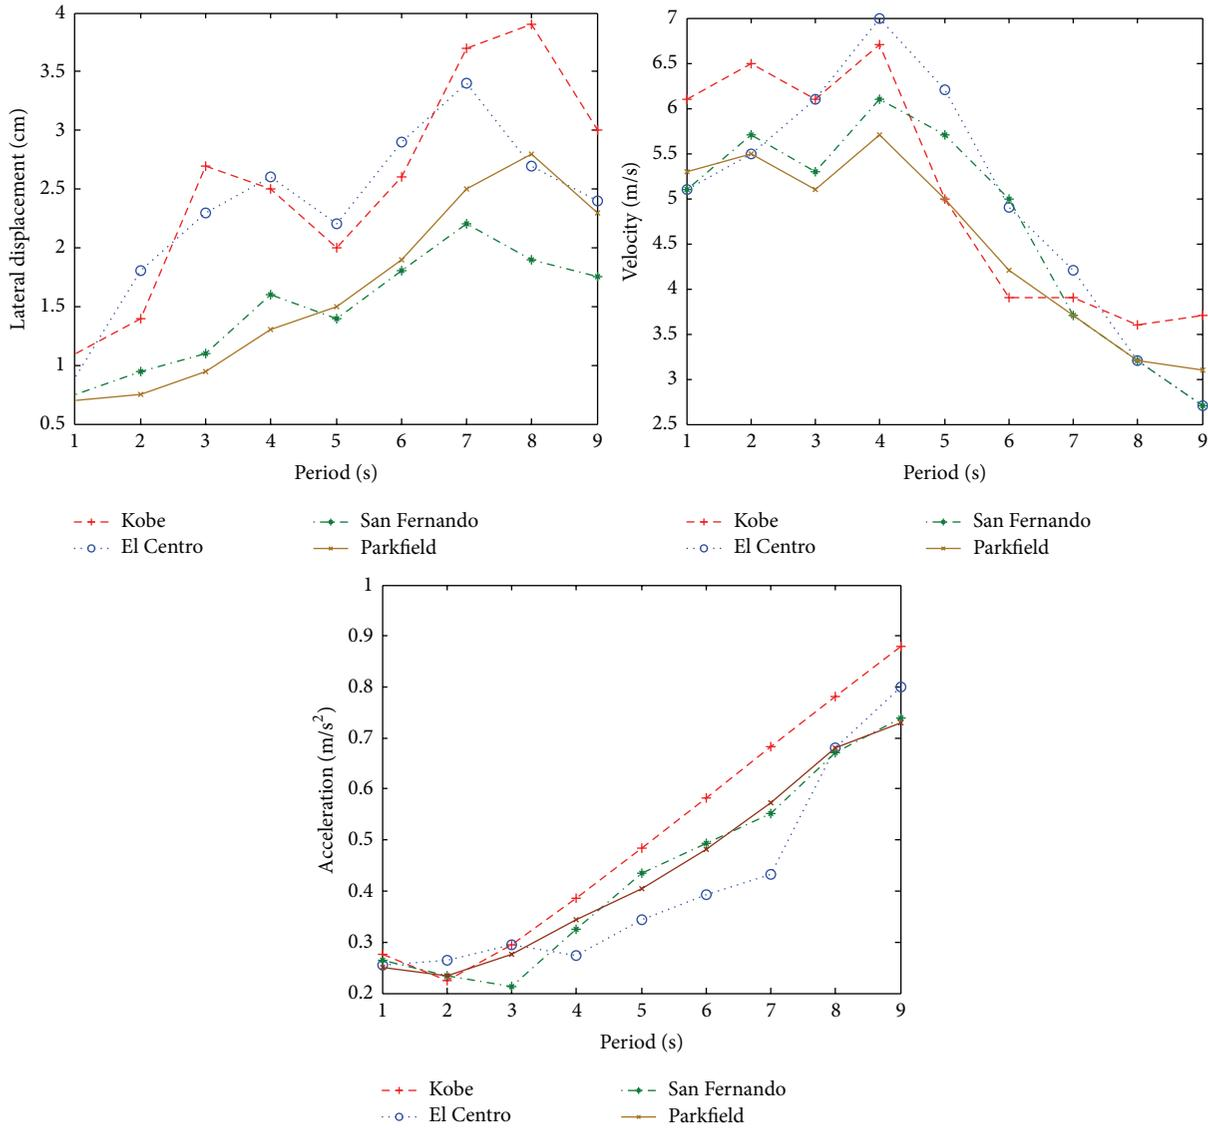 4
3.5
3
2.5
2
1.5
1
0.5
Lateral displacement (cm)
1 2 3 4 5 6 7 8 9
Period (s)
Kobe
El Centro
San Fernando
Parkfield
7
6.5
6
5.5
5
4.5
4
3.5
3
2.5
Velocity (m/s)
1 2 3 4 5 6 7 8 9
Period (s)
Kobe
El Centro
San Fernando
Parkfield
1
0.9
0.8
0.7
0.6
0.5
0.4
0.3
0.2
Acceleration (m/s²)
1 2 3 4 5 6 7 8 9
Period (s)
Kobe
El Centro
San Fernando
Parkfield